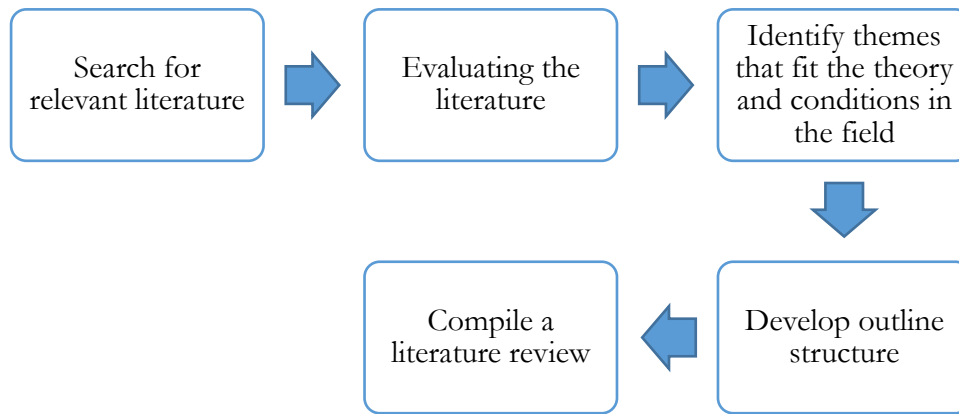 Search for
relevant literature
Evaluating the
literature
Identify themes
that fit the theory
and conditions in
the field
Develop outline
structure
Compile a
literature review